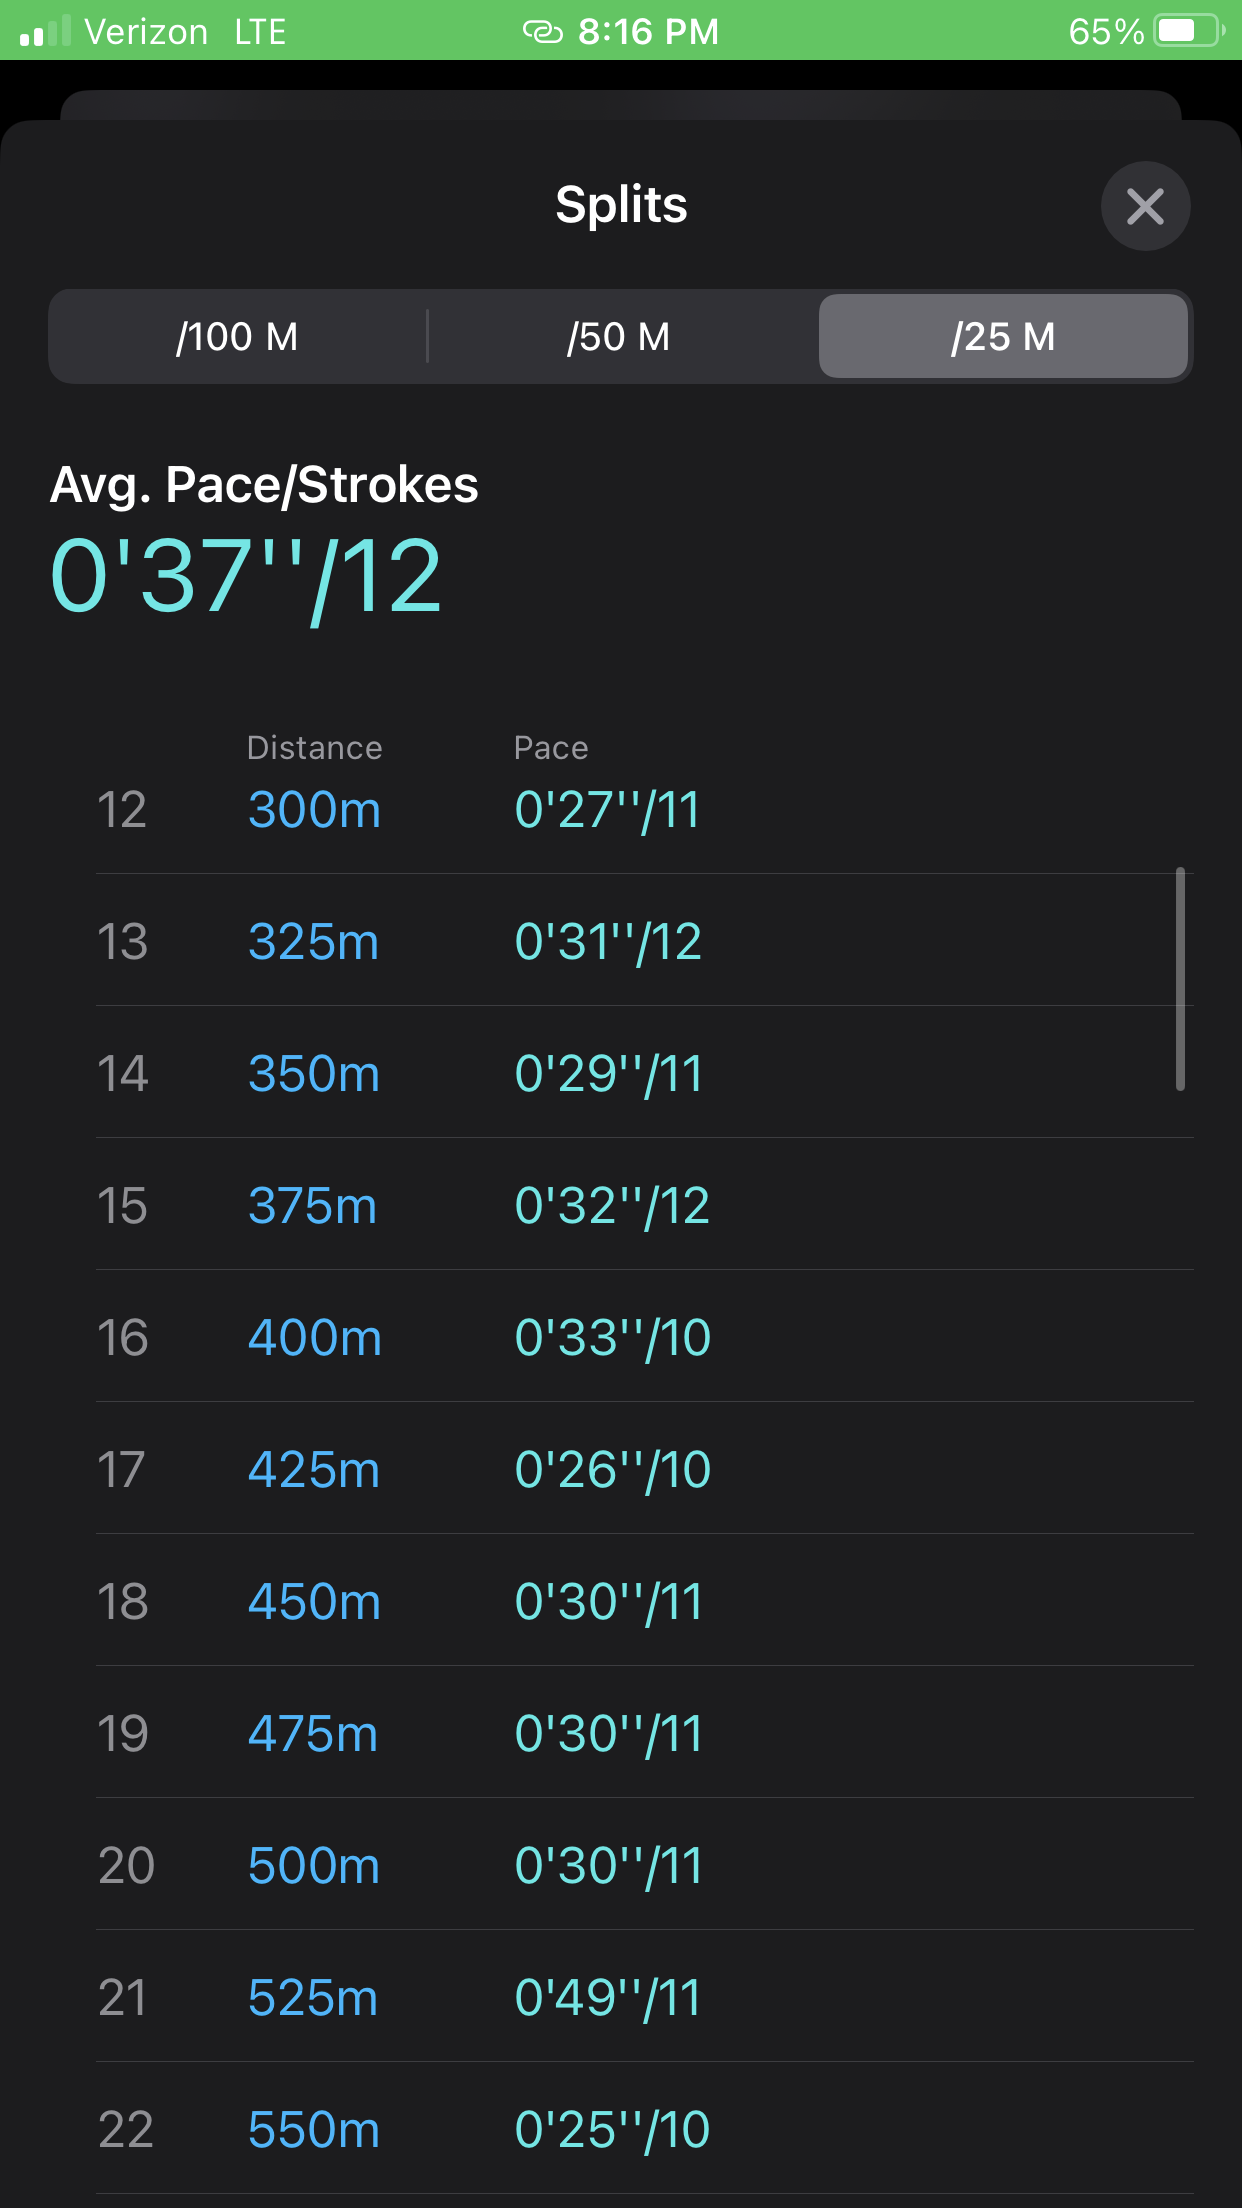 Verizon LTE 8:16 PM 65%
Splits
/100 M /50 M /25 M
Avg. Pace/Strokes
0'37''/12
Distance Pace
12 300m 0'27''/11
13 325m 0'31''/12
14 350m 0'29''/11
15 375m 0'32''/12
16 400m 0'33''/10
17 425m 0'26''/10
18 450m 0'30''/11
19 475m 0'30''/11
20 500m 0'30''/11
21 525m 0'49''/11
22 550m 0'25''/10